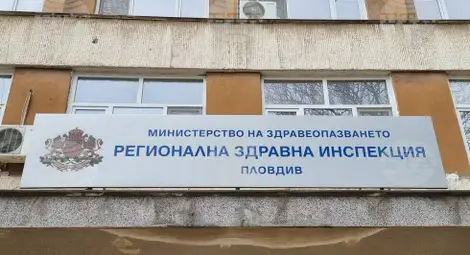 МИНИСТЕРСТВО НА ЗДРАВЕОПАЗВАНЕТО
РЕГИОНАЛНА ЗДРАВНА ИНСПЕКЦИЯ
ПЛОВДИВ